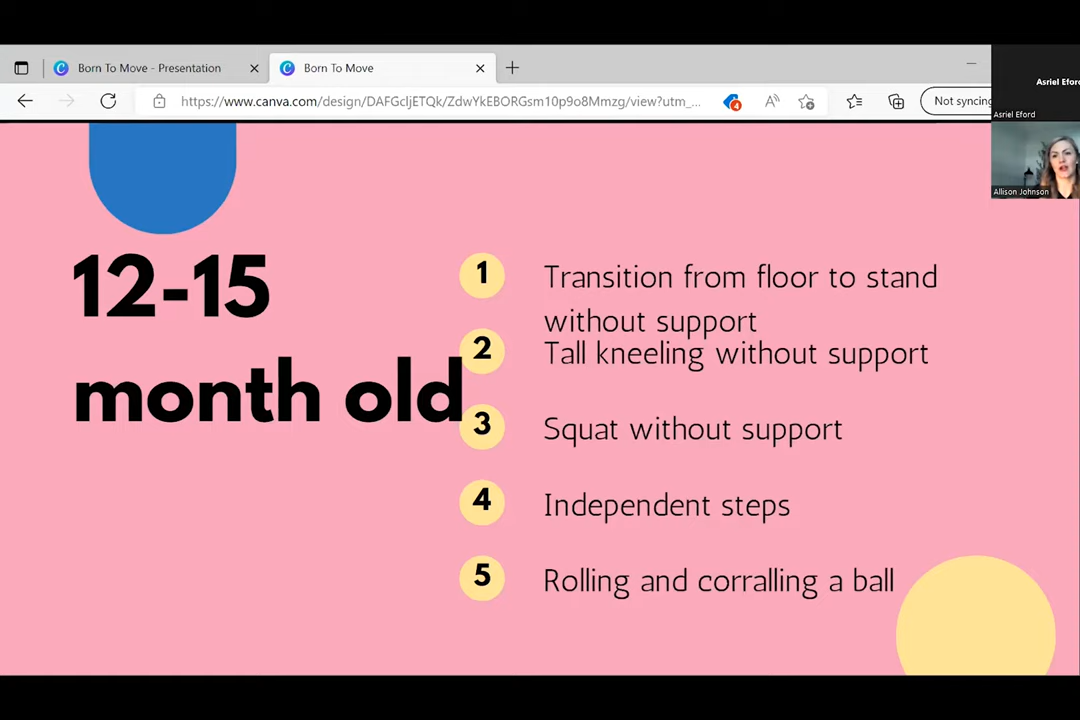 Born To Move - Presentation
Born To Move
https://www.canva.com/design/DAFGcljETQk/ZdwYkEBORGsm10p9o8Mmzg/view?utm_...
4
Not syncing
Asriel Eford
Asriel Eford
Allison Johnson
12-15
month old
1 Transition from floor to stand
without support
2 Tall kneeling without support
3 Squat without support
4 Independent steps
5 Rolling and corralling a ball